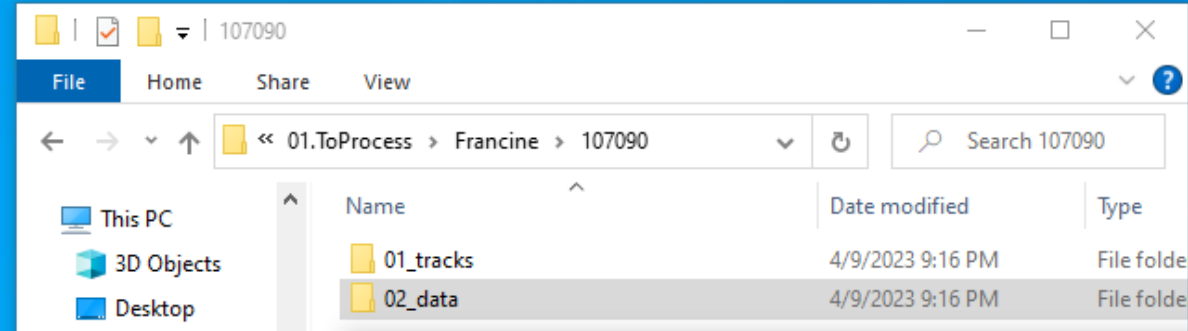 107090
File Home Share View
« 01.ToProcess > Francine > 107090 Search 107090
This PC Name Date modified Type
3D Objects 01_tracks 4/9/2023 9:16 PM File folde
Desktop 02_data 4/9/2023 9:16 PM File folde